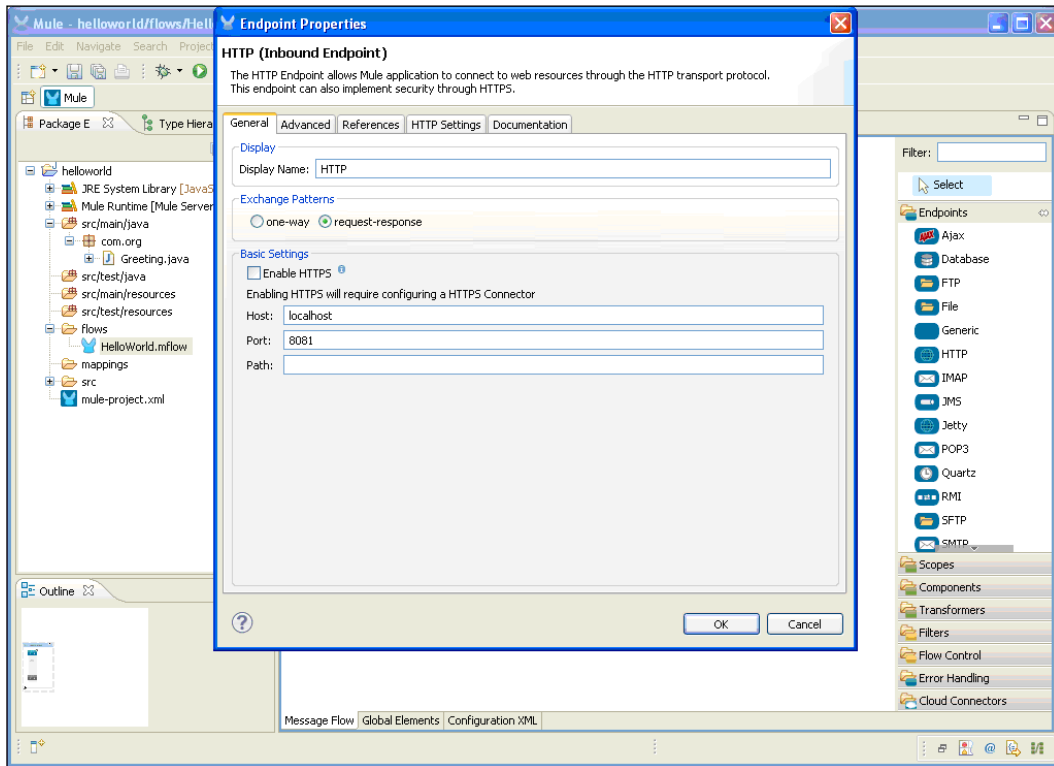 Mule - helloworld/flows/Hell
File Edit Navigate Search Project
Mule
Package E
Type Hiera
helloworld
JRE System Library [JavaS
Mule Runtime [Mule Server
src/main/java
com.org
Greeting.java
src/test/java
src/main/resources
src/test/resources
flows
HelloWorld.mflow
mappings
src
mule-project.xml
Outline
Endpoint Properties
HTTP (Inbound Endpoint)
The HTTP Endpoint allows Mule application to connect to web resources through the HTTP transport protocol.
This endpoint can also implement security through HTTPS.
General Advanced References HTTP Settings Documentation
Display
Display Name: HTTP
Exchange Patterns
one-way request-response
Basic Settings
Enable HTTPS
Enabling HTTPS will require configuring a HTTPS Connector
Host: localhost
Port: 8081
Path:
OK Cancel
Message Flow Global Elements Configuration XML
Filter:
Select
Endpoints
Ajax
Database
FTP
File
Generic
HTTP
IMAP
JMS
Jetty
POP3
Quartz
RMI
SFTP
SMTP
Scopes
Components
Transformers
Filters
Flow Control
Error Handling
Cloud Connectors